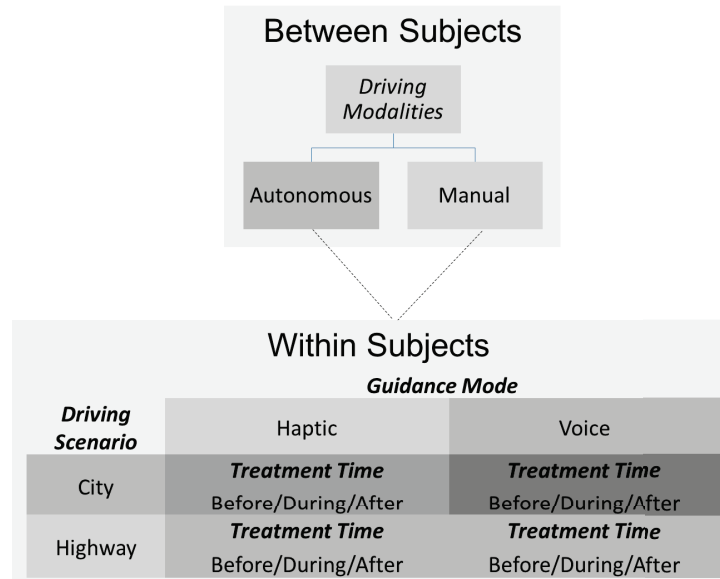 Between Subjects
Driving
Modalities
Autonomous
Manual
Within Subjects
Guidance Mode
Driving
Scenario
Haptic
Voice
City
Treatment Time
Before/During/After
Treatment Time
Before/During/After
Highway
Treatment Time
Before/During/After
Treatment Time
Before/During/After